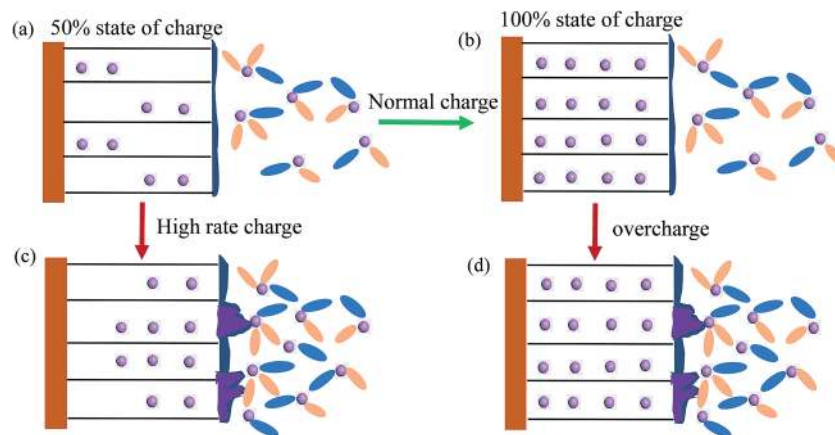 (a)
50% state of charge
100% state of charge
(b)
Normal charge
High rate charge
overcharge
(c)
(d)